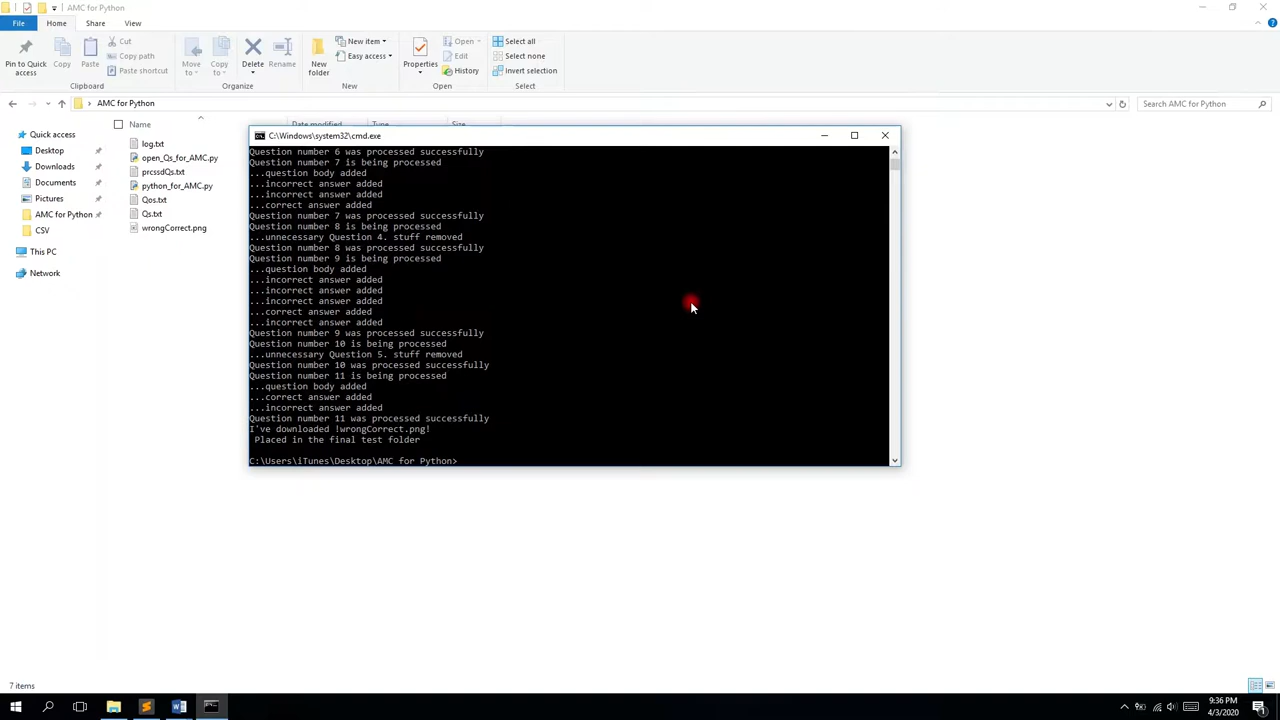 AMC for Python
File Home Share View
Pin to Quick access
Copy
Paste
Cut
Copy path
Paste shortcut
Clipboard
Move to
Copy to
Delete
Rename
Organize
New folder
New item
Easy access
New
Properties
Open
Edit
History
Open
Select all
Select none
Invert selection
Select
AMC for Python
Search AMC for Python
Name Date modified Type Size
Quick access
Desktop
Downloads
Documents
Pictures
AMC for Python
CSV
This PC
Network
log.txt
open_Qs_for_AMC.py
prcssdQs.txt
python_for_AMC.py
Qos.txt
Qs.txt
wrongCorrect.png
C:\Windows\system32\cmd.exe
Question number 6 was processed successfully
Question number 7 is being processed
...question body added
...incorrect answer added
...incorrect answer added
...correct answer added
Question number 7 was processed successfully
Question number 8 is being processed
...unnecessary Question 4. stuff removed
Question number 8 was processed successfully
Question number 9 is being processed
...question body added
...incorrect answer added
...incorrect answer added
...incorrect answer added
...correct answer added
...incorrect answer added
Question number 9 was processed successfully
Question number 10 is being processed
...unnecessary Question 5. stuff removed
Question number 10 was processed successfully
Question number 11 is being processed
...question body added
...correct answer added
...incorrect answer added
Question number 11 was processed successfully
I've downloaded !wrongCorrect.png!
Placed in the final test folder
C:\Users\iTunes\Desktop\AMC for Python>
7 items
9:36 PM
4/3/2020